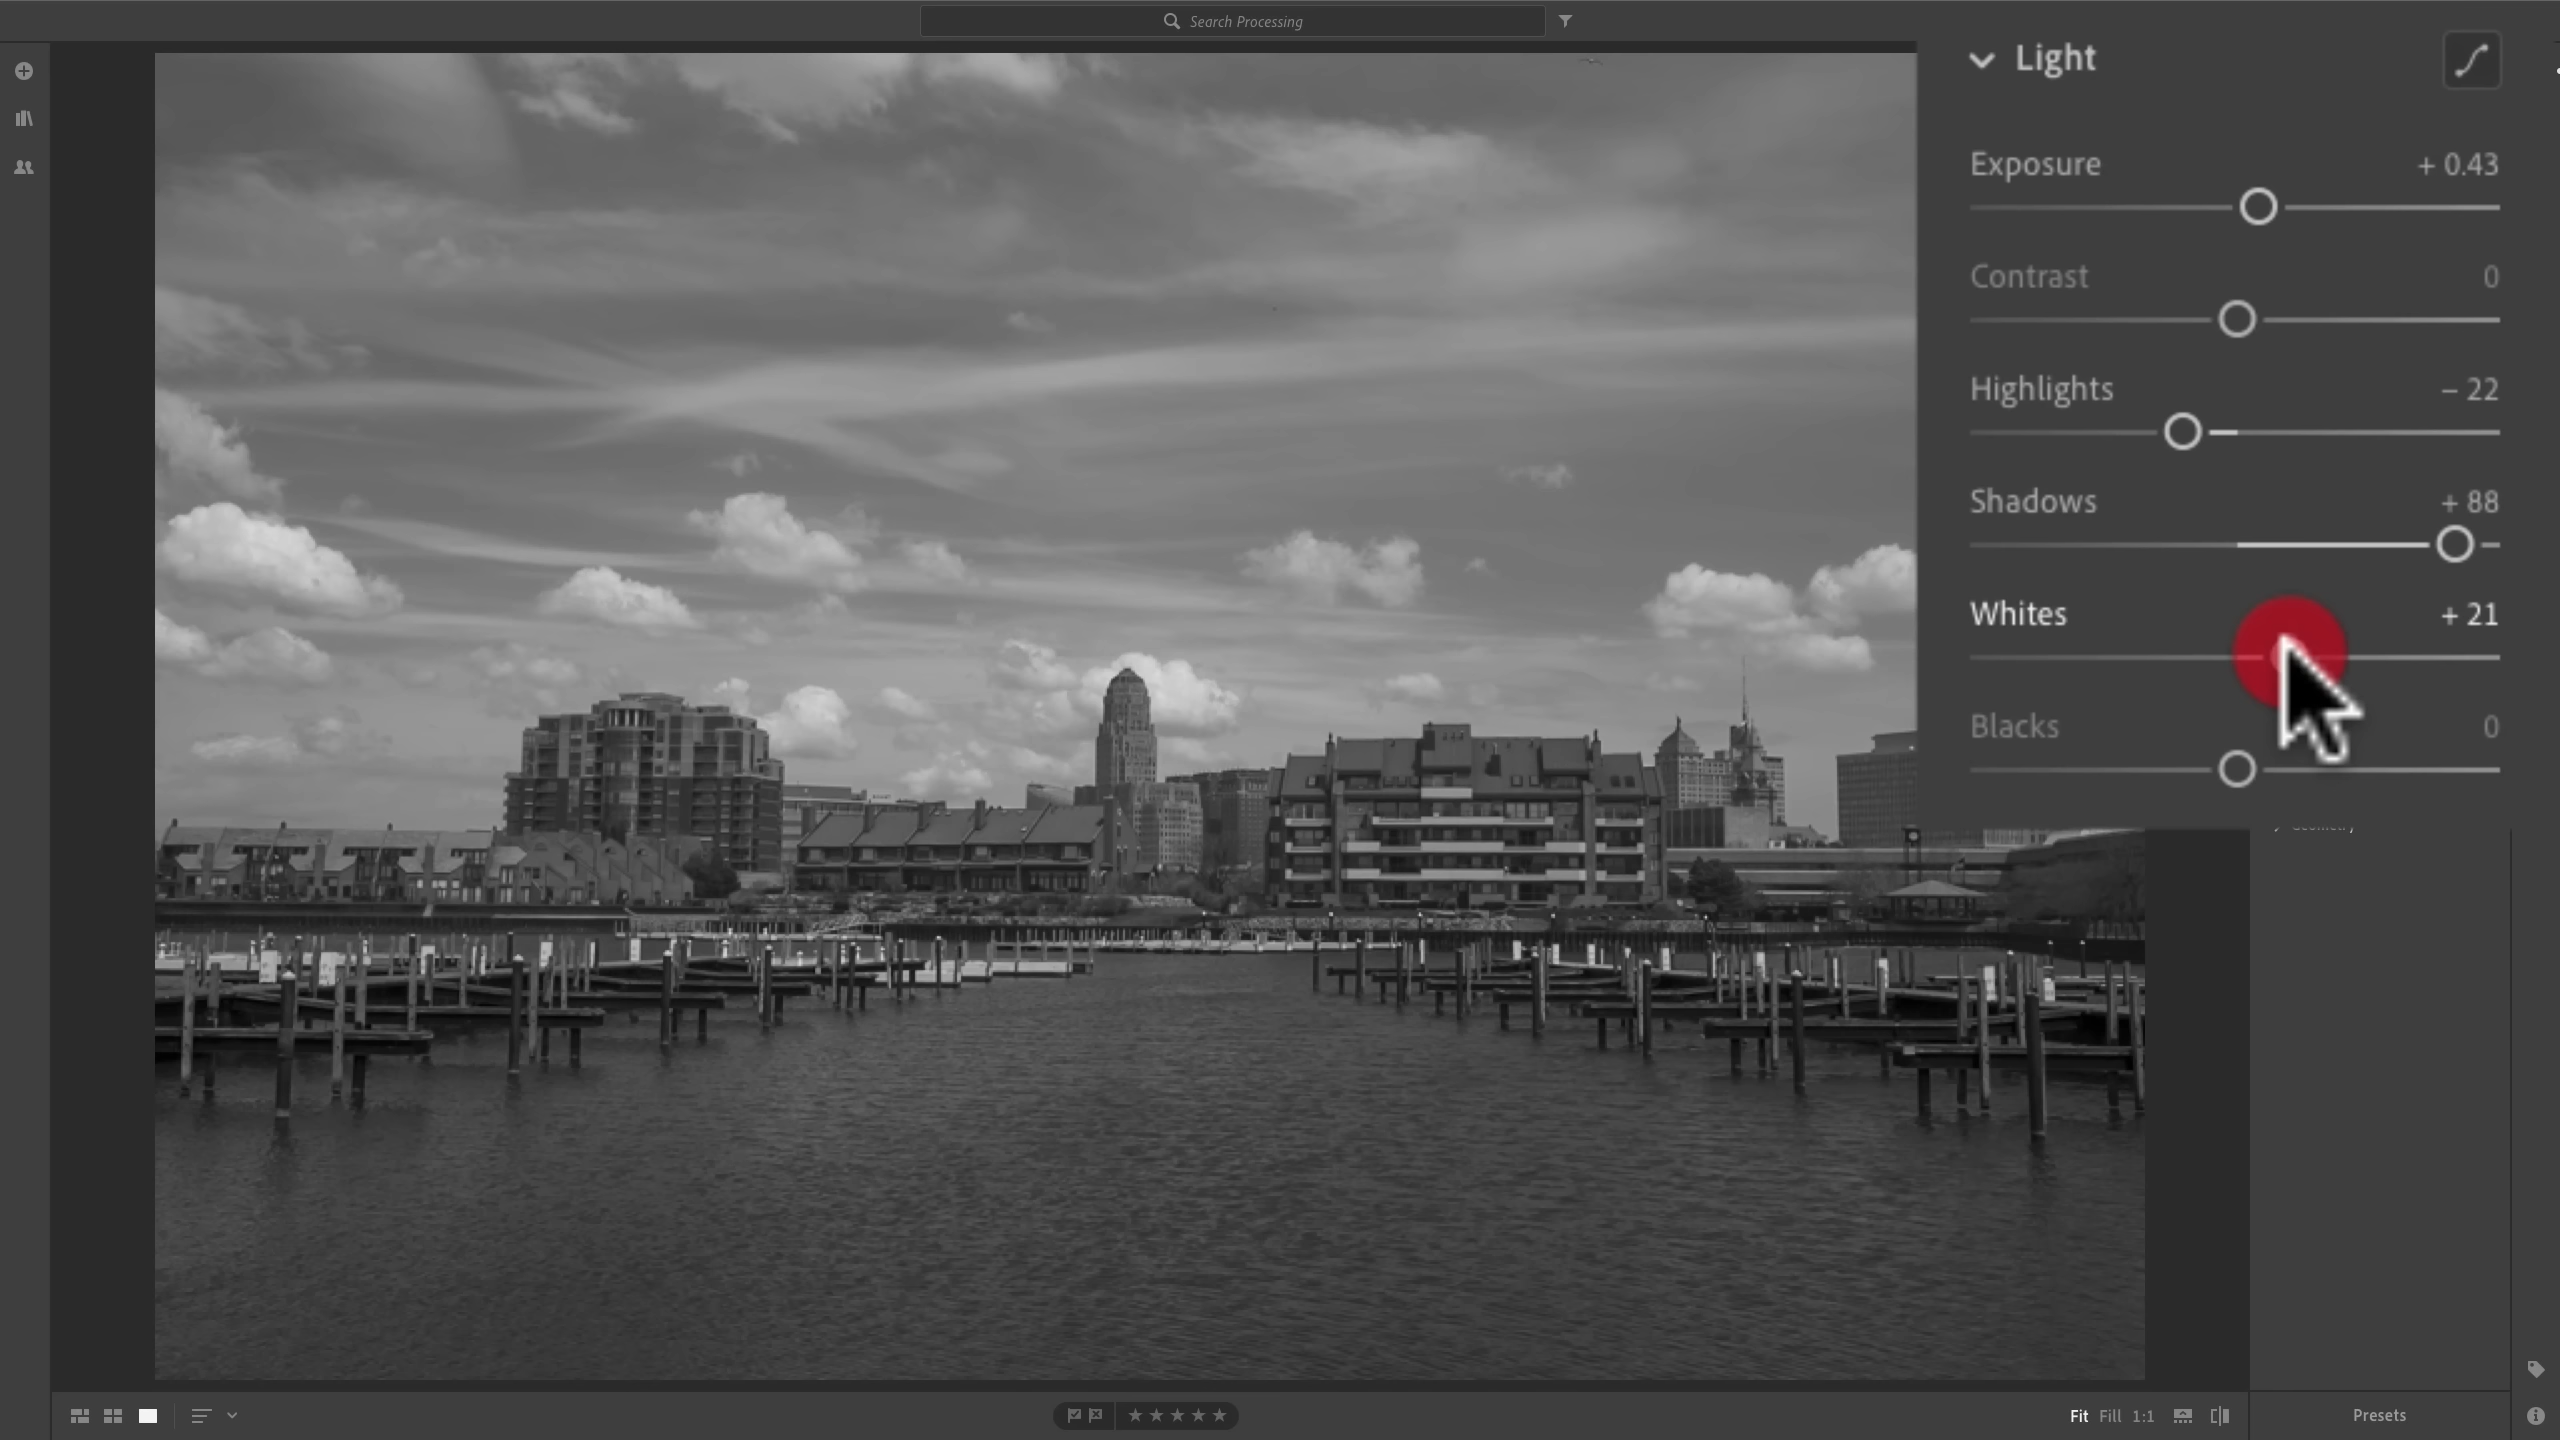 Search Processing
Light
Exposure + 0.43
Contrast 0
Highlights – 22
Shadows + 88
Whites + 21
Blacks 0
Fit Fill 1:1
Presets